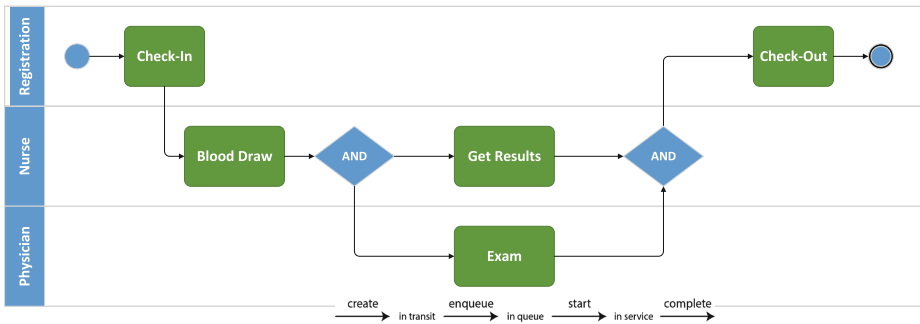 Registration
Check-In
Check-Out
Nurse
Blood Draw
AND
Get Results
AND
Physician
Exam
create
in transit
enqueue
in queue
start
in service
complete